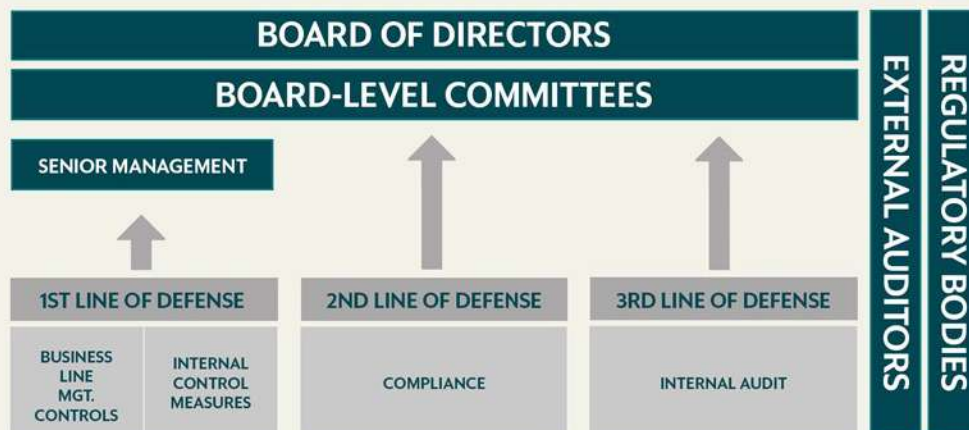 BOARD OF DIRECTORS
BOARD-LEVEL COMMITTEES
SENIOR MANAGEMENT
1ST LINE OF DEFENSE
2ND LINE OF DEFENSE
3RD LINE OF DEFENSE
BUSINESS
LINE
MGT.
CONTROLS
INTERNAL
CONTROL
MEASURES
COMPLIANCE
INTERNAL AUDIT
EXTERNAL AUDITORS
REGULATORY BODIES